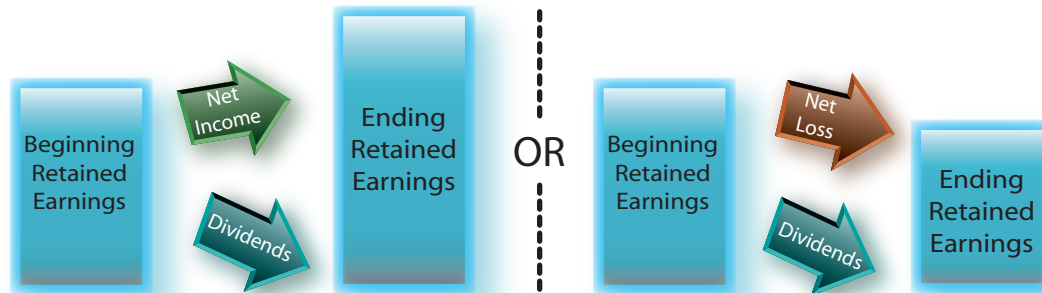 Beginning
Retained
Earnings
Net
Income
Dividends
Ending
Retained
Earnings
OR
Beginning
Retained
Earnings
Net
Loss
Dividends
Ending
Retained
Earnings